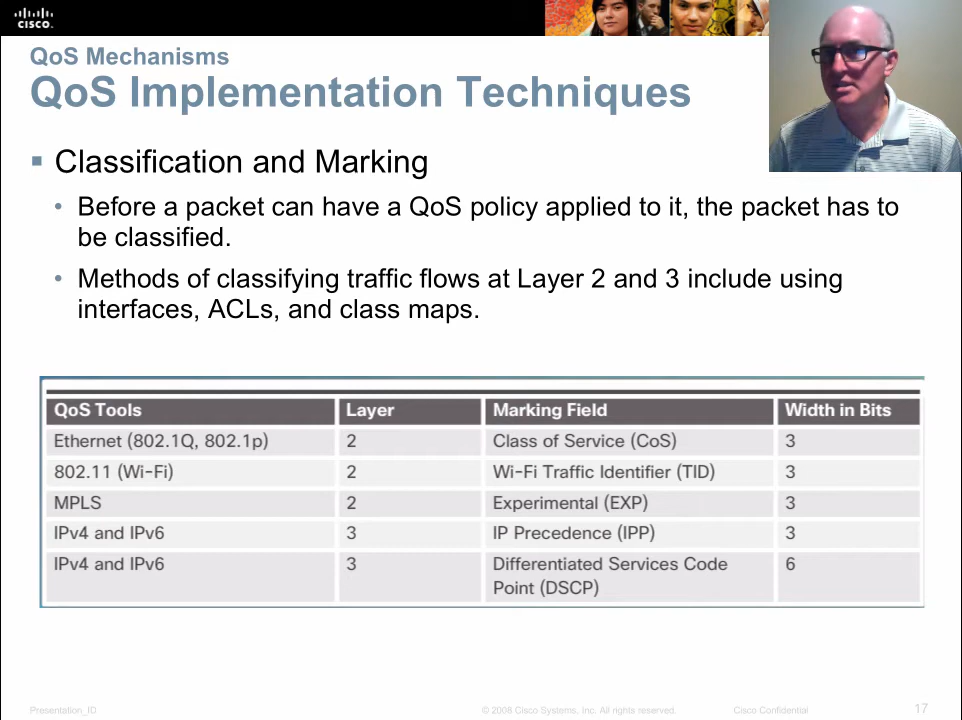 CISCO.
QoS Mechanisms
QoS Implementation Techniques
Classification and Marking
Before a packet can have a QoS policy applied to it, the packet has to
be classified.
Methods of classifying traffic flows at Layer 2 and 3 include using
interfaces, ACLs, and class maps.
QoS Tools Layer Marking Field Width in Bits
Ethernet (802.1Q, 802.1p) 2 Class of Service (CoS) 3
802.11 (Wi-Fi) 2 Wi-Fi Traffic Identifier (TID) 3
MPLS 2 Experimental (EXP) 3
IPv4 and IPv6 3 IP Precedence (IPP) 3
IPv4 and IPv6 3 Differentiated Services Code 6
Point (DSCP)
Presentation_ID © 2008 Cisco Systems, Inc. All rights reserved. Cisco Confidential 17